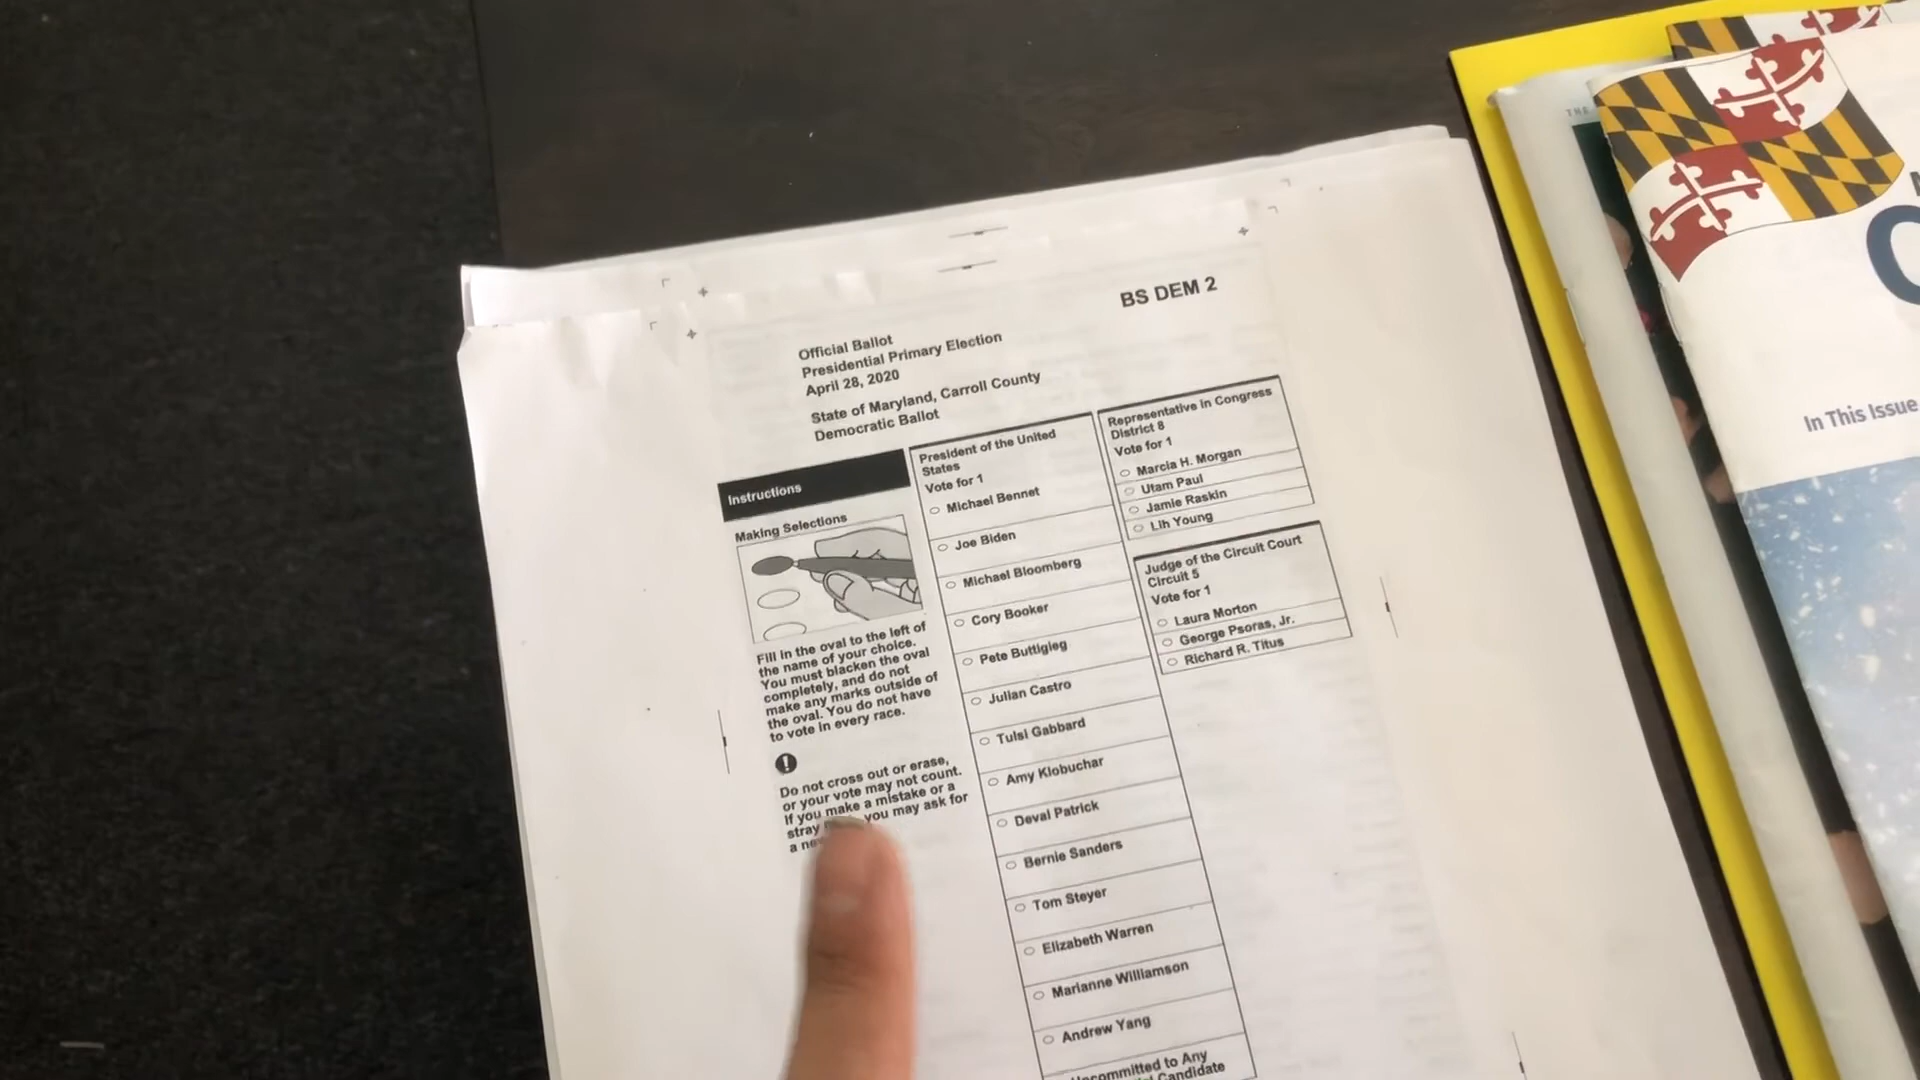 BS DEM 2
Official Ballot
Presidential Primary Election
April 28, 2020
State of Maryland, Carroll County
Democratic Ballot
Instructions
Making Selections
Fill in the oval to the left of
the name of your choice.
You must blacken the oval
completely, and do not
make any marks outside of
the oval. You do not have
to vote in every race.
Do not cross out or erase,
or your vote may not count.
If you make a mistake or a
stray you may ask for
a
President of the United
States
Vote for 1
Michael Bennet
Joe Biden
Michael Bloomberg
Cory Booker
Pete Buttigieg
Julian Castro
Tulsi Gabbard
Amy Klobuchar
Deval Patrick
Bernie Sanders
Tom Steyer
Elizabeth Warren
Marianne Williamson
Andrew Yang
Uncommitted to Any
Candidate
Representative in Congress
District 8
Vote for 1
Marcia H. Morgan
Utam Paul
Jamie Raskin
Lih Young
Judge of the Circuit Court
Circuit 5
Vote for 1
Laura Morton
George Psoras, Jr.
Richard R. Titus
THE
In This Issue